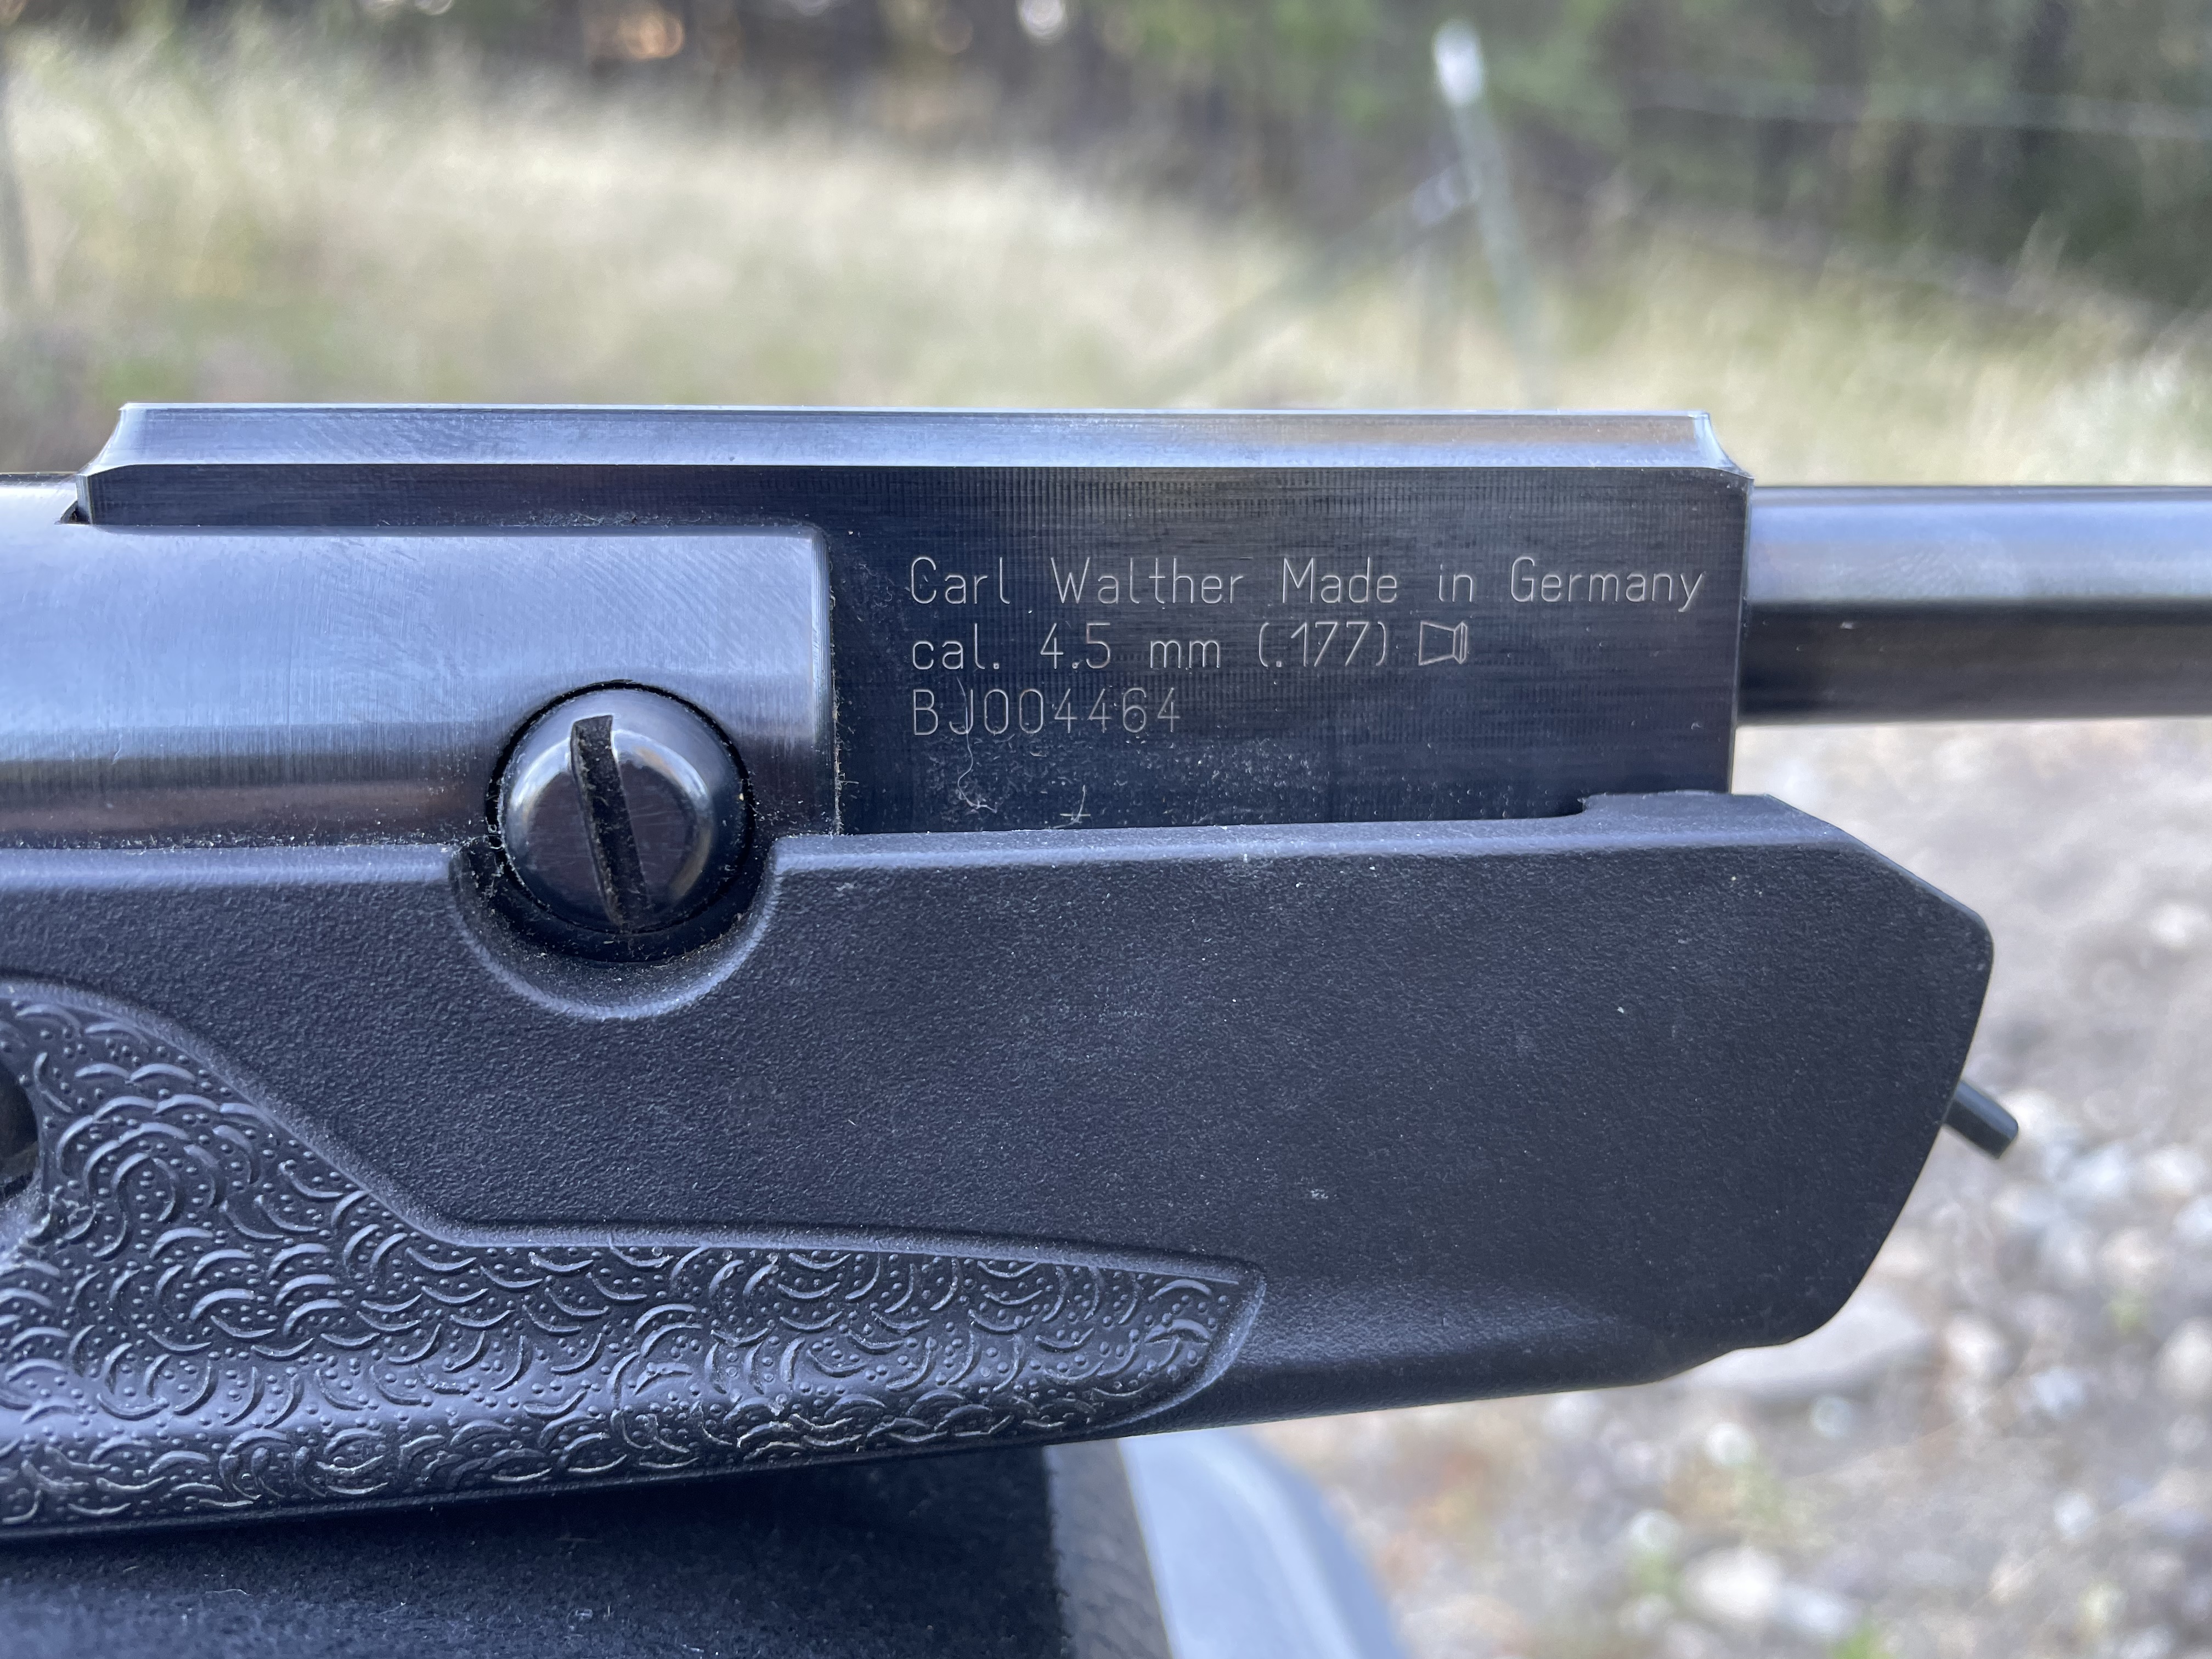 Carl Walther Made in Germany
cal. 4.5 mm (.177)
BJ004464